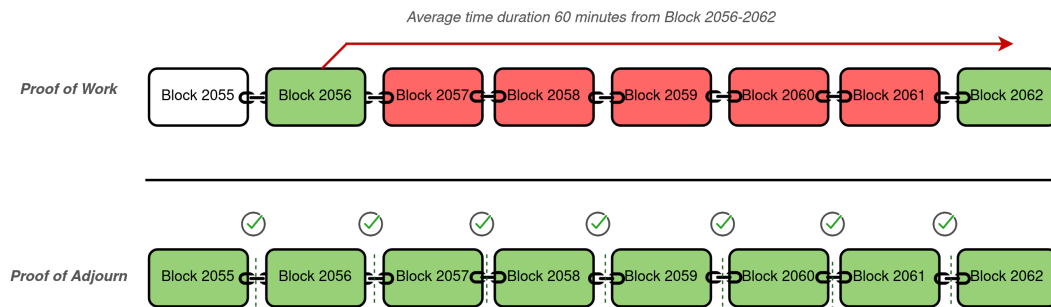 Average time duration 60 minutes from Block 2056-2062
Proof of Work
Block 2055
Block 2056
Block 2057
Block 2058
Block 2059
Block 2060
Block 2061
Block 2062
Proof of Adjourn
Block 2055
Block 2056
Block 2057
Block 2058
Block 2059
Block 2060
Block 2061
Block 2062